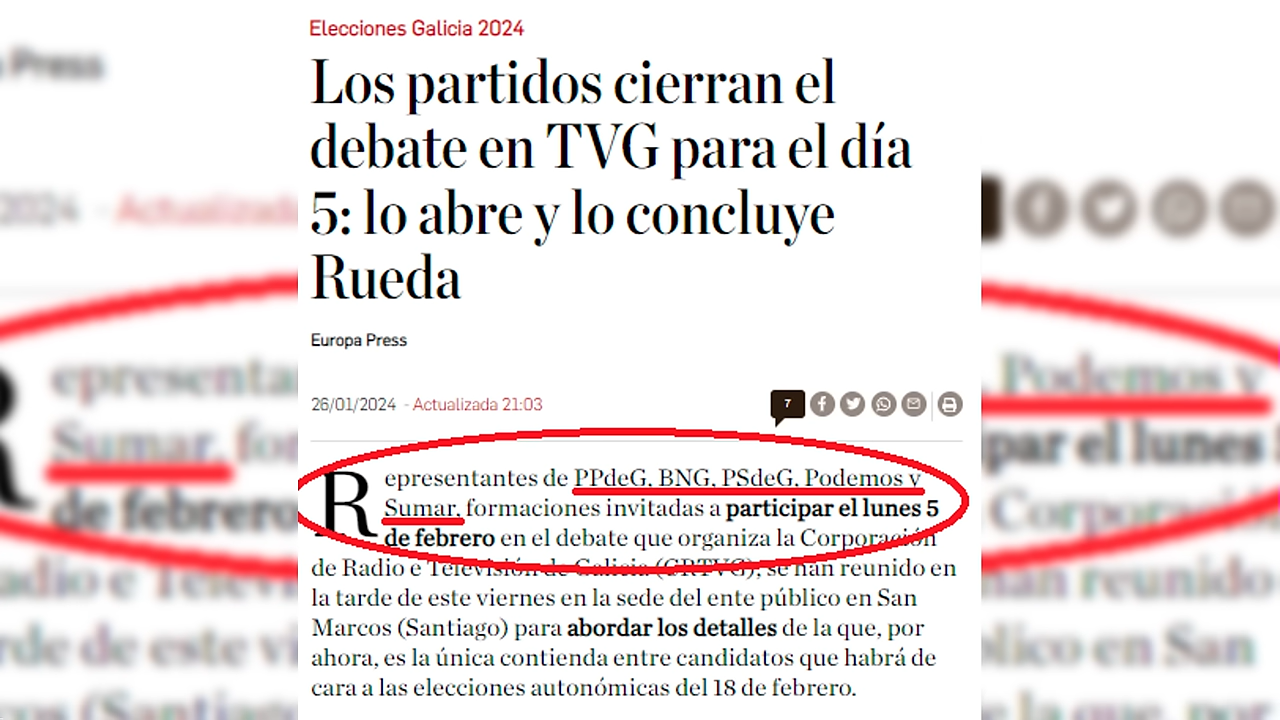 Elecciones Galicia 2024
Los partidos cierran el
debate en TVG para el día
5: lo abre y lo concluye
Rueda
Europa Press
26/01/2024 - Actualizada 21:03
7
Representantes de PPdeG, BNG, PSdeG, Podemos y
Sumar, formaciones invitadas a participar el lunes 5
de febrero en el debate que organiza la Corporación
de Radio e Televisión de Galicia (CRTVG), se han reunido en
la tarde de este viernes en la sede del ente público en San
Marcos (Santiago) para abordar los detalles de la que, por
ahora, es la única contienda entre candidatos que habrá de
cara a las elecciones autonómicas del 18 de febrero.